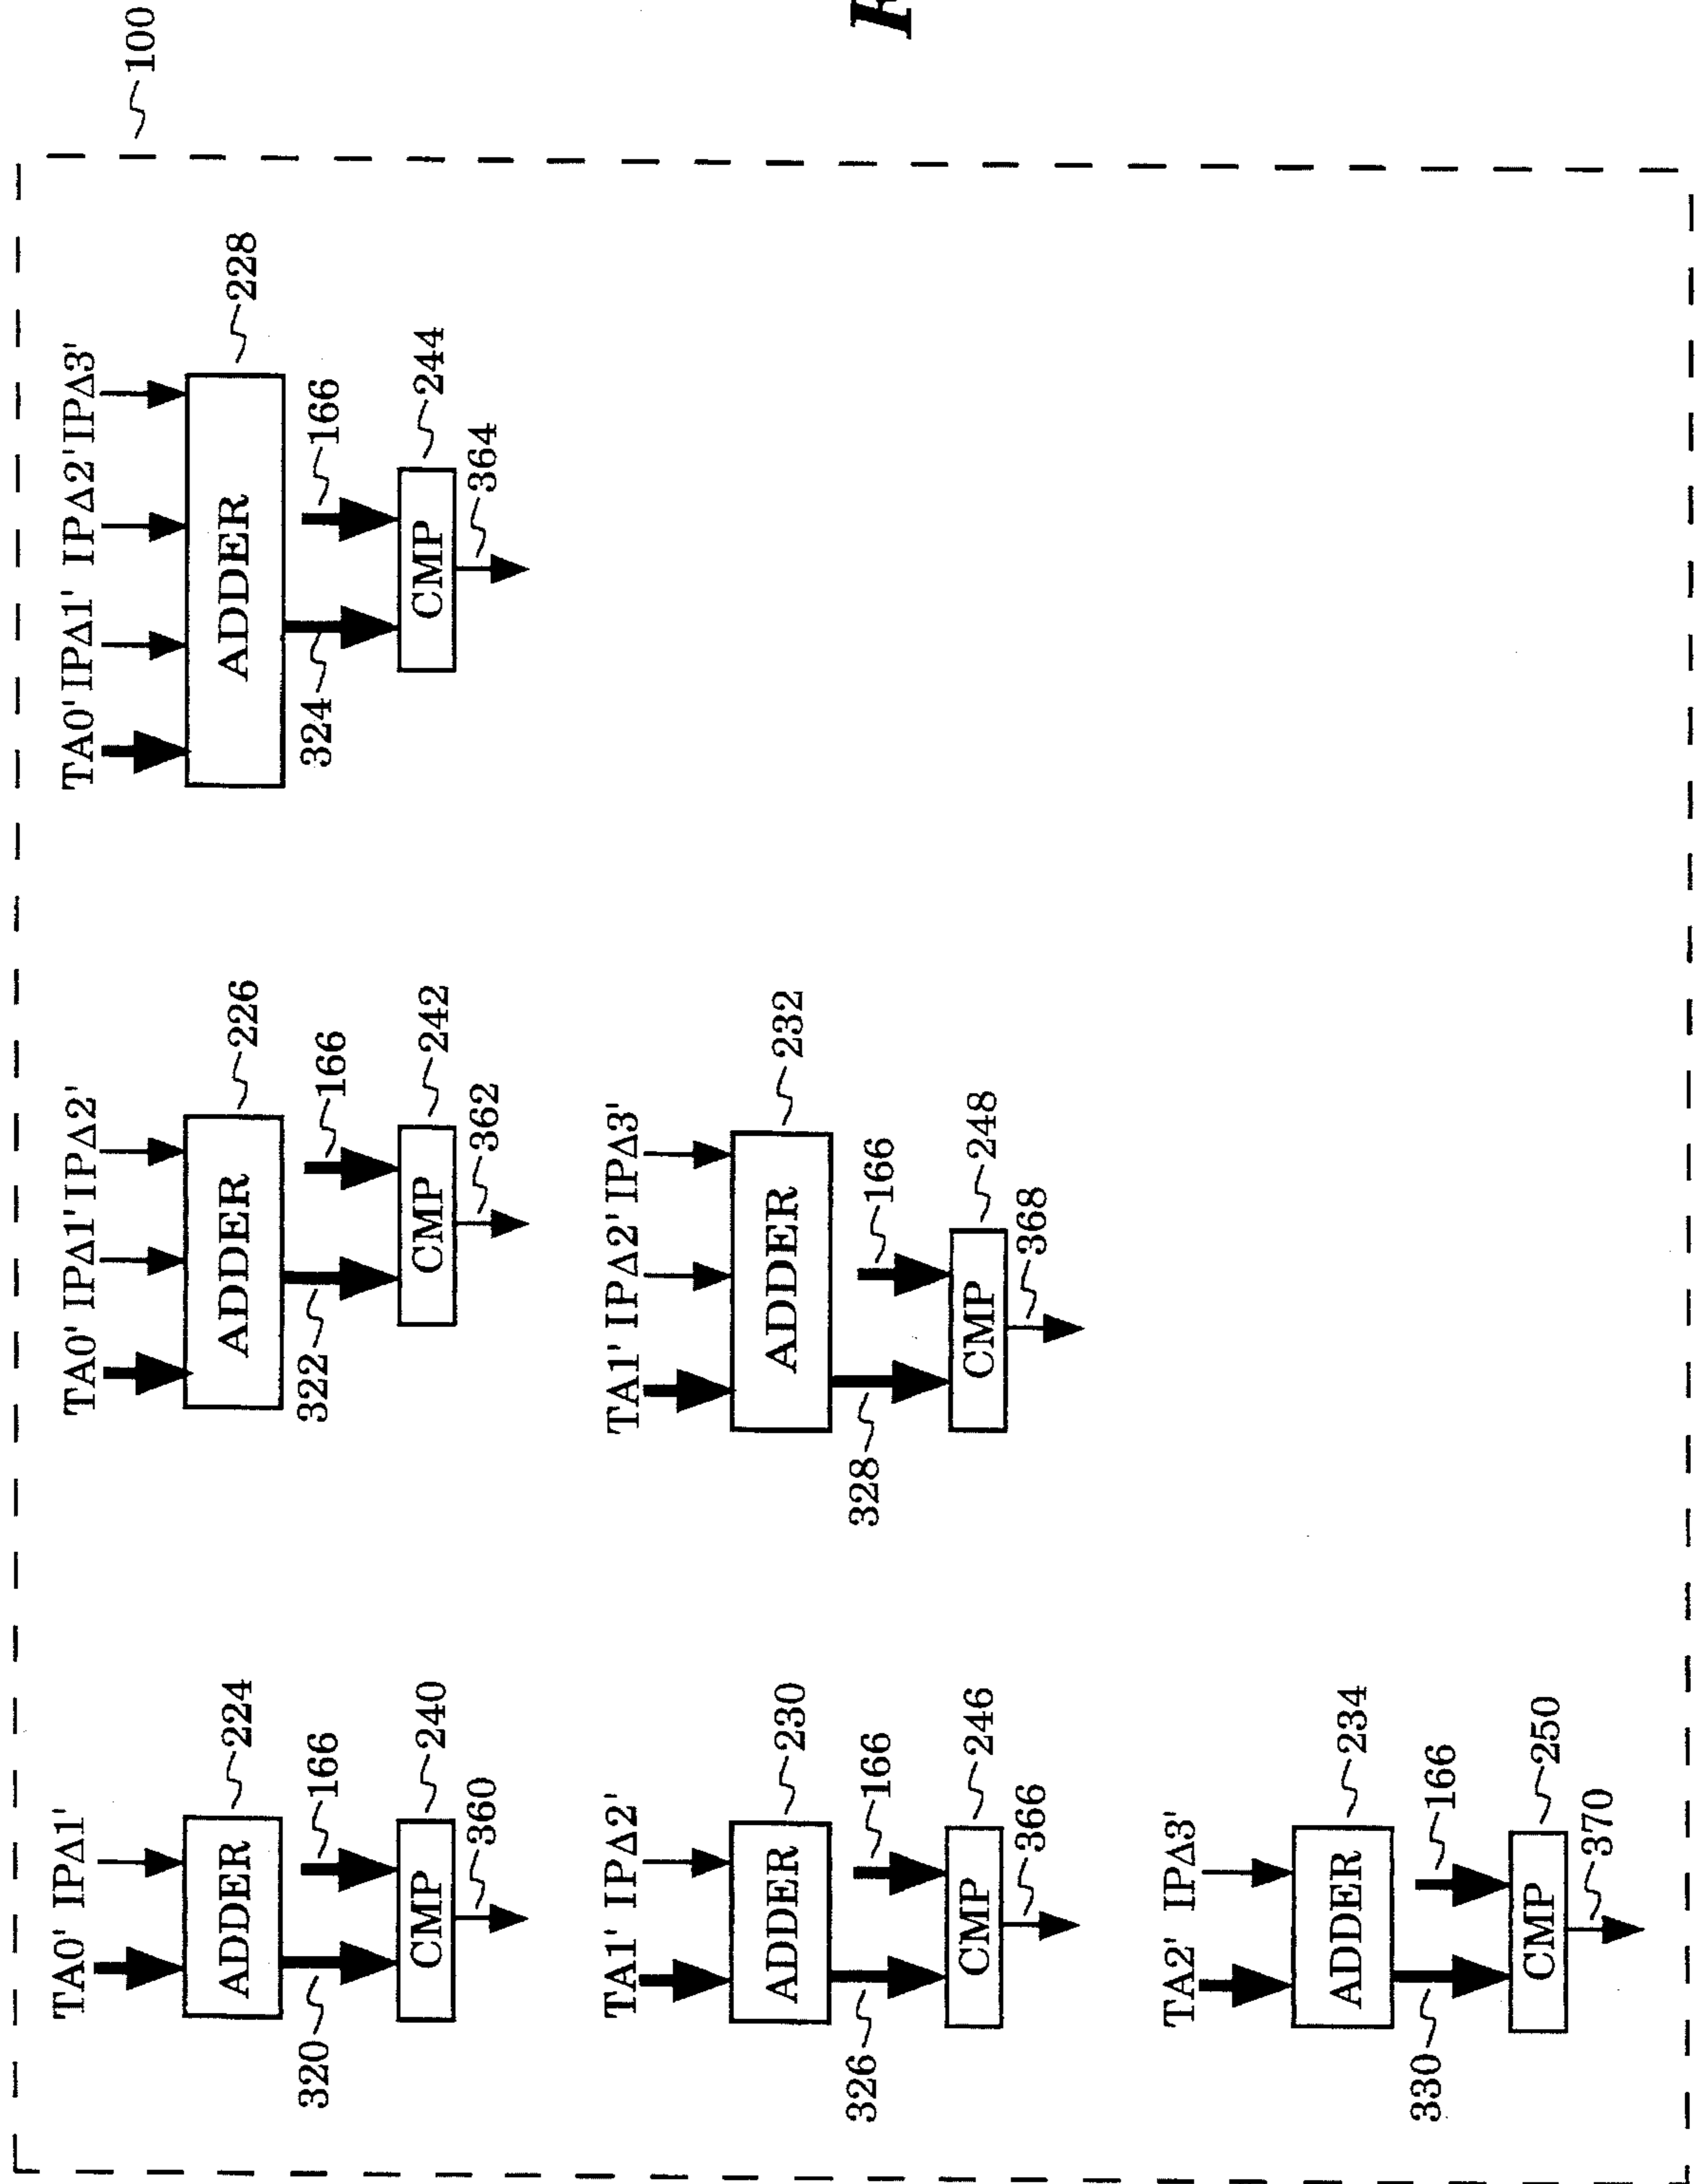 100
TA0' IPΔ1'
ADDER
224
320
166
CMP
240
360
TA0' IPΔ1' IPΔ2'
ADDER
226
322
166
CMP
242
362
TA0' IPΔ1' IPΔ2' IPΔ3'
ADDER
228
324
166
CMP
244
364
TA1' IPΔ2'
ADDER
230
326
166
CMP
246
366
TA1' IPΔ2' IPΔ3'
ADDER
232
328
166
CMP
248
368
TA2' IPΔ3'
ADDER
234
330
166
CMP
250
370